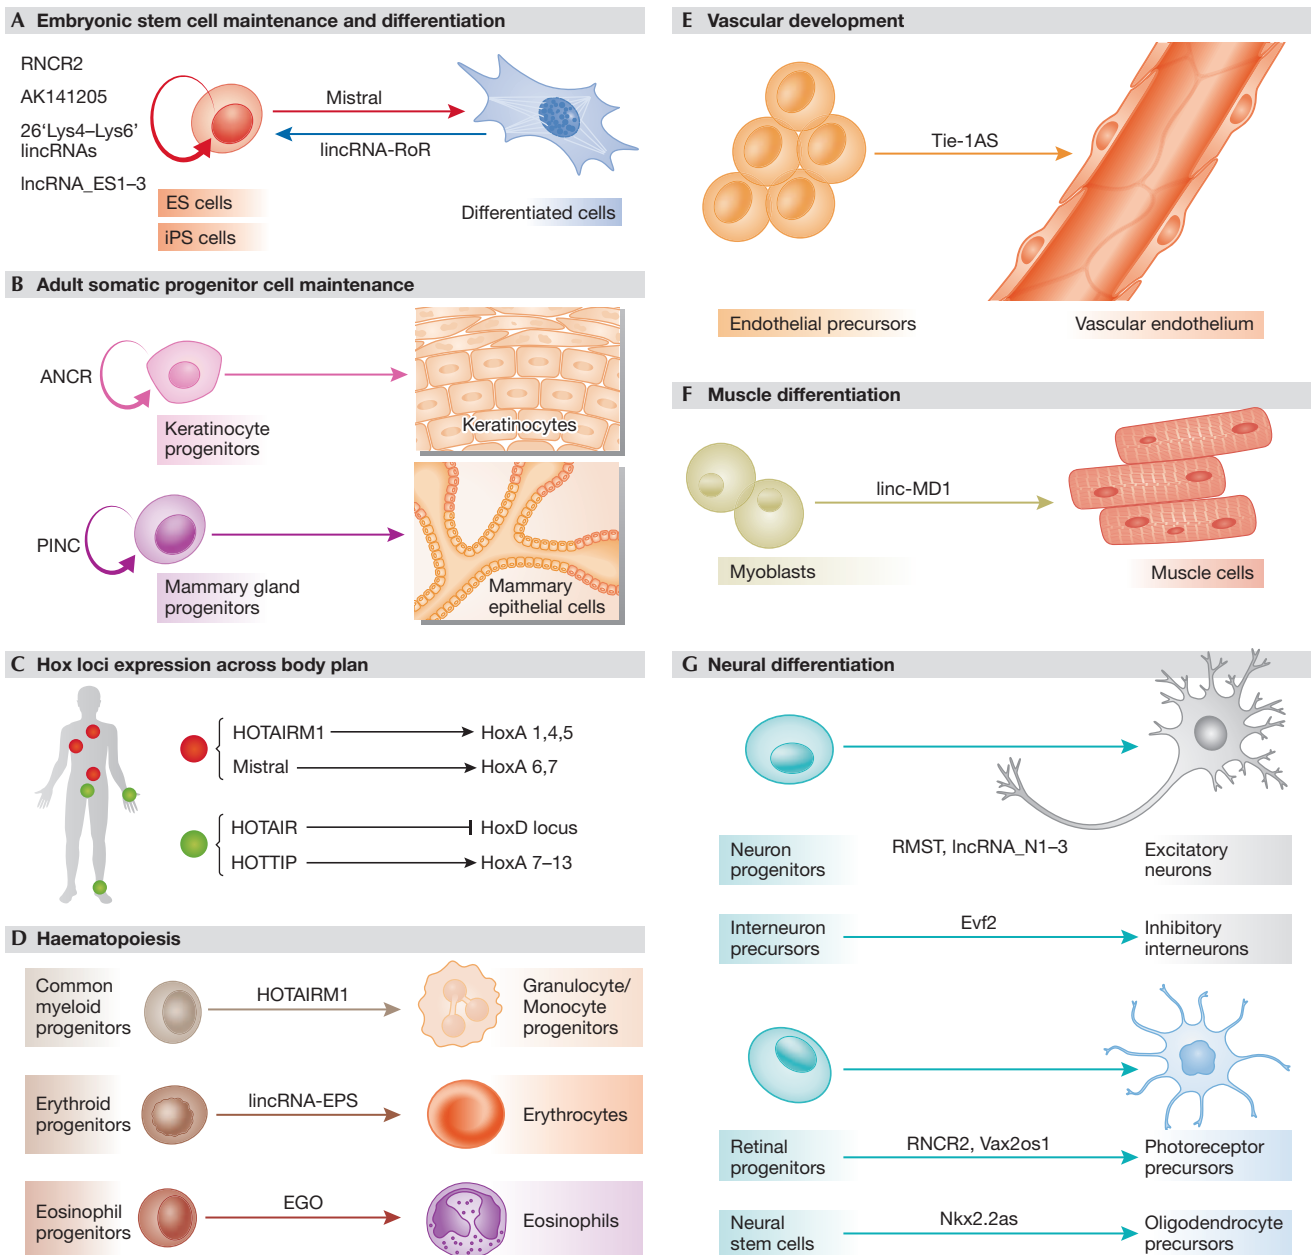 A Embryonic stem cell maintenance and differentiation
RNCR2
AK141205
26‘Lys4–Lys6’
lincRNAs
lncRNA_ES1–3
Mistral
lincRNA-RoR
ES cells
iPS cells
Differentiated cells
B Adult somatic progenitor cell maintenance
ANCR
Keratinocyte
progenitors
Keratinocytes
PINC
Mammary gland
progenitors
Mammary
epithelial cells
C Hox loci expression across body plan
HOTAIRM1
HoxA 1,4,5
Mistral
HoxA 6,7
HOTAIR
HoxD locus
HOTTIP
HoxA 7–13
D Haematopoiesis
Common
myeloid
progenitors
HOTAIRM1
Granulocyte/
Monocyte
progenitors
Erythroid
progenitors
lincRNA-EPS
Erythrocytes
Eosinophil
progenitors
EGO
Eosinophils
E Vascular development
Tie-1AS
Endothelial precursors
Vascular endothelium
F Muscle differentiation
linc-MD1
Myoblasts
Muscle cells
G Neural differentiation
Neuron
progenitors
RMST, lncRNA_N1–3
Excitatory
neurons
Interneuron
precursors
Evf2
Inhibitory
interneurons
Retinal
progenitors
RNCR2, Vax2os1
Photoreceptor
precursors
Neural
stem cells
Nkx2.2as
Oligodendrocyte
precursors